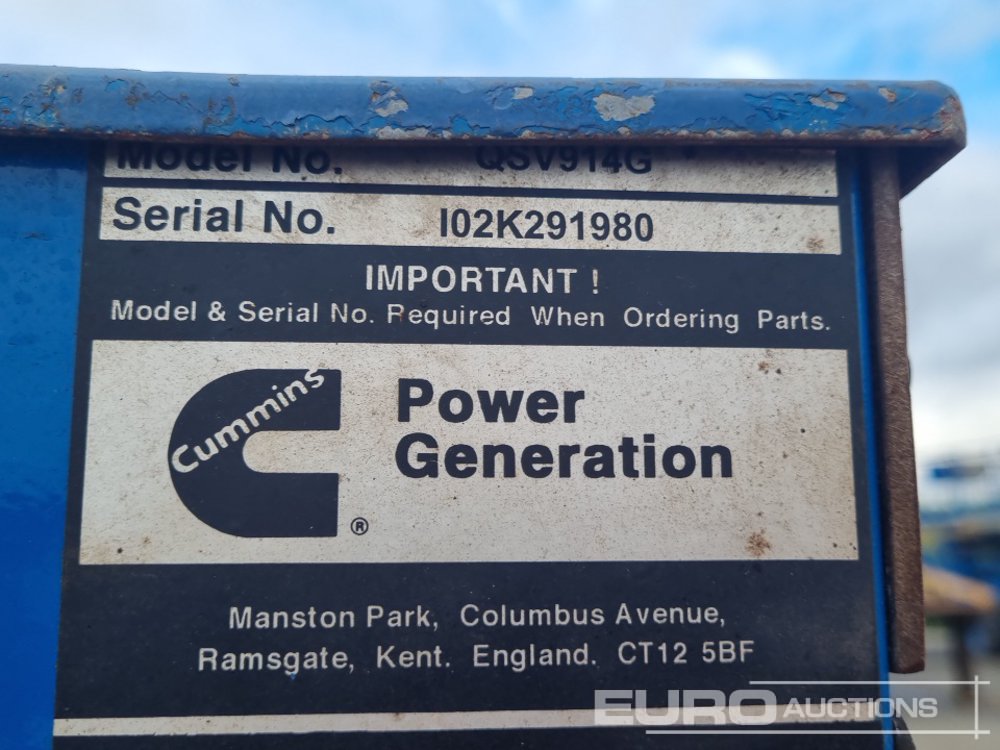 Model No. QSV914G
Serial No. I02K291980
IMPORTANT !
Model & Serial No. Required When Ordering Parts.
Cummins
Power
Generation
®
Manston Park, Columbus Avenue,
Ramsgate, Kent. England. CT12 5BF
EURO AUCTIONS